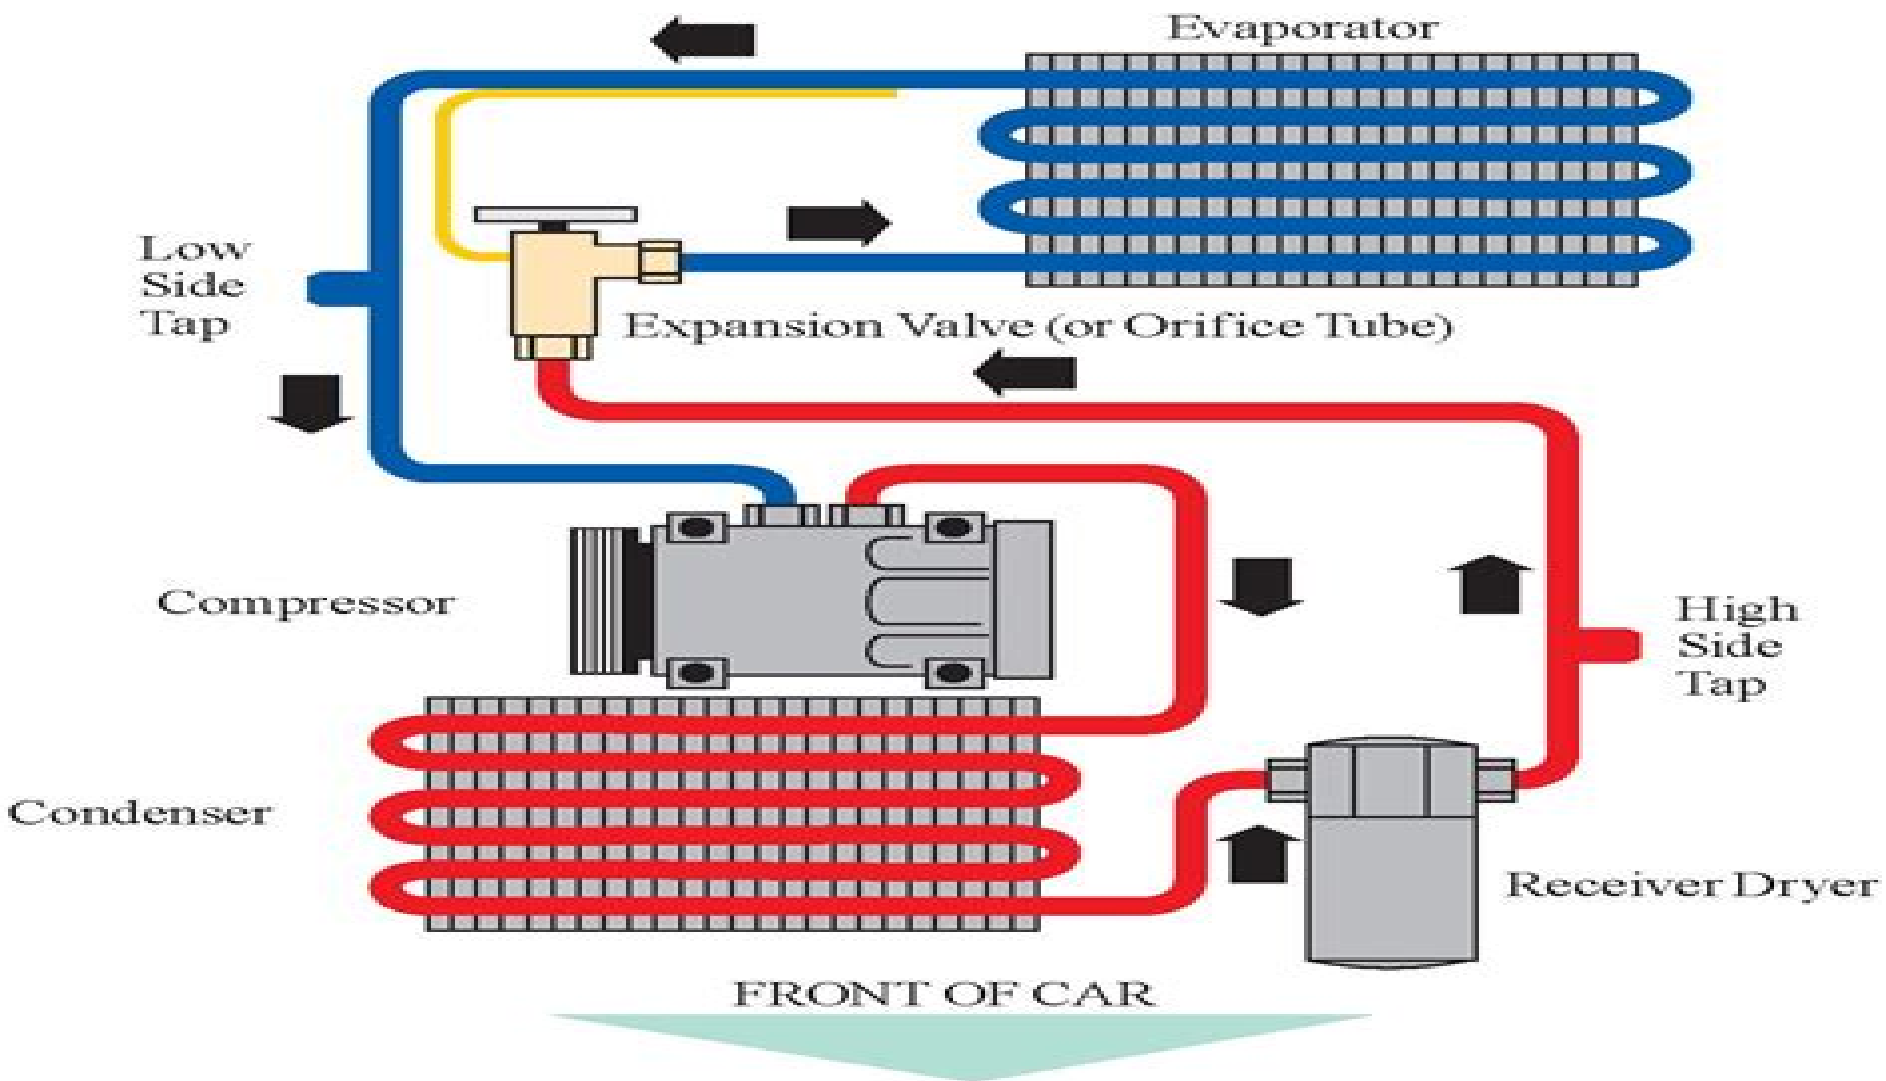 Evaporator
Low
Side
Tap
Expansion Valve (or Orifice Tube)
Compressor
High
Side
Tap
Condenser
Receiver Dryer
FRONT OF CAR